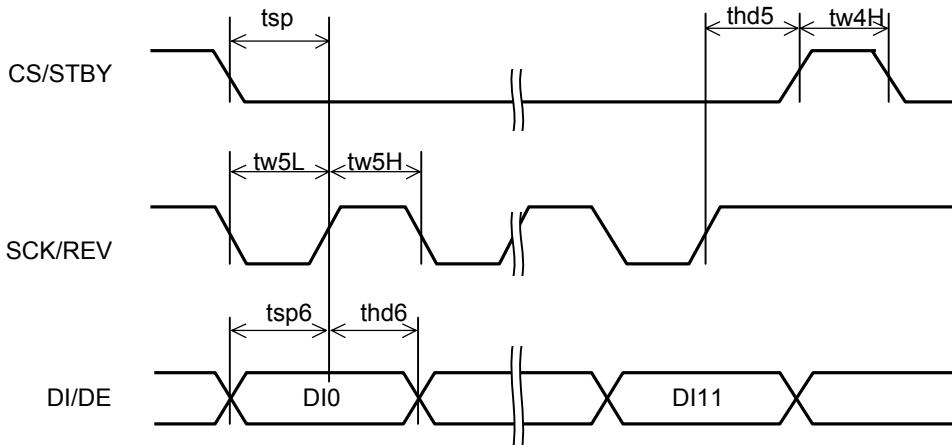 tsp
thd5
tw4H
CS/STBY
tw5L
tw5H
SCK/REV
tsp6
thd6
DI/DE
DI0
DI11